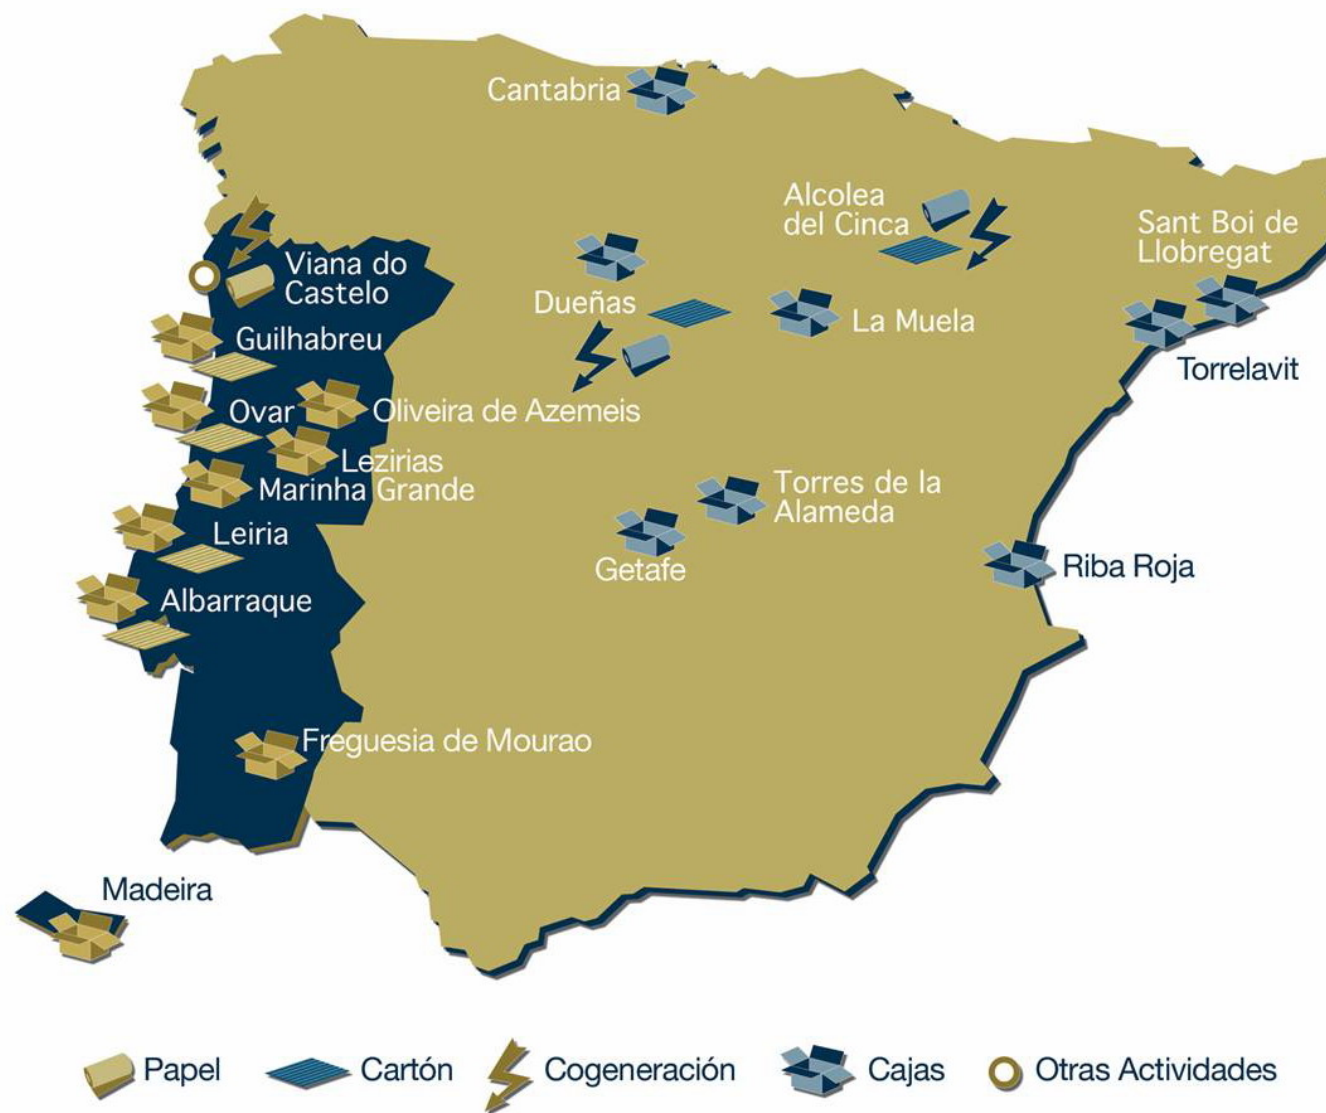 Cantabria
Alcolea
del Cinca
Sant Boi de
Llobregat
Viana do
Castelo
Dueñas
La Muela
Guilhabreu
Torrelavit
Ovar
Oliveira de Azemeis
Lezirias
Marinha Grande
Torres de la
Alameda
Leiria
Getafe
Riba Roja
Albarraque
Freguesia de Mourao
Madeira
Papel
Cartón
Cogeneración
Cajas
Otras Actividades